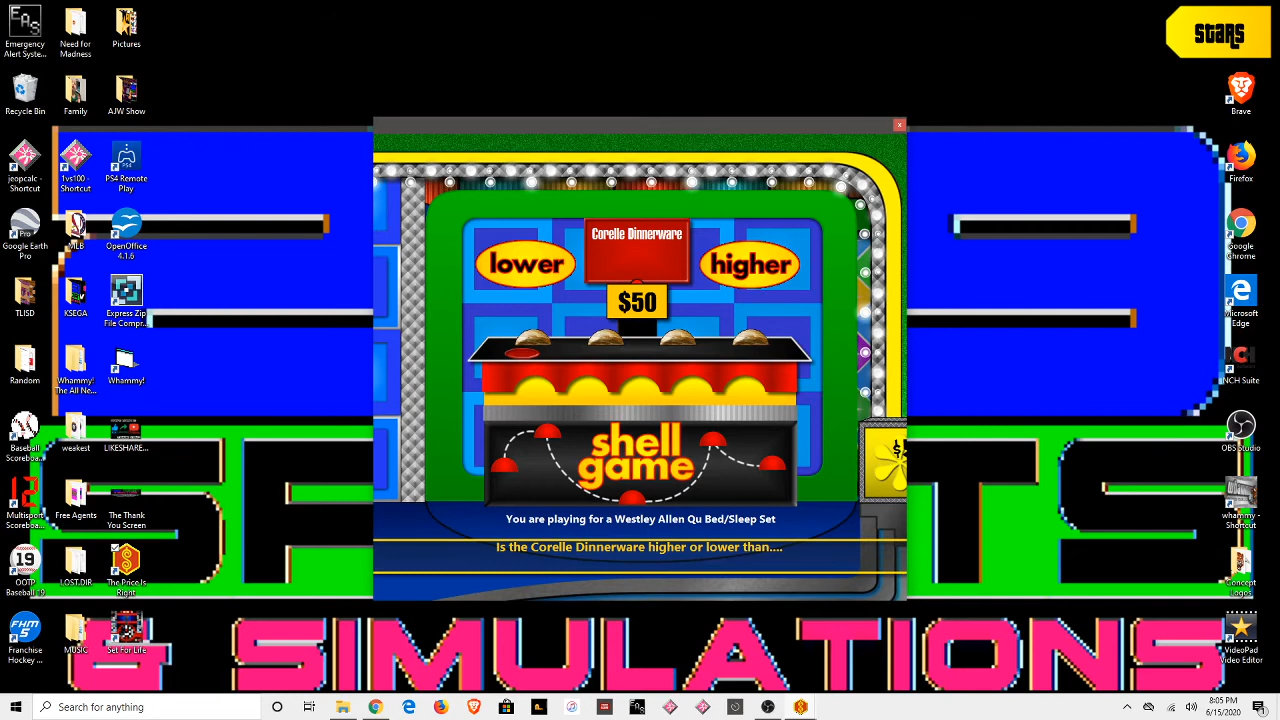 Emergency
Alert Syste...
Need for
Madness
Pictures
Recycle Bin
Family
AJW Show
jeopcalc -
Shortcut
1vs100 -
Shortcut
PS4 Remote
Play
Google Earth
Pro
MLB
OpenOffice
4.1.6
TLISD
KSEGA
Express Zip
File Compr...
Random
Whammy!
The All Ne...
Whammy!
Baseball
Scoreboa...
weakest
LIKESHARE...
Multisport
Scoreboa...
Free Agents
The Thank
You Screen
OOTP
Baseball 19
LOST.DIR
The Price Is
Right
Franchise
Hockey ...
MUSIC
Set For Life
stars
Brave
Firefox
Google
Chrome
Microsoft
Edge
NCH Suite
OBS Studio
whammy -
Shortcut
Concept
Logos
VideoPad
Video Editor
Corelle Dinnerware
lower
higher
$50
shell
game
You are playing for a Westley Allen Qu Bed/Sleep Set
Is the Corelle Dinnerware higher or lower than....
& SIMULATIONS
Search for anything
8:05 PM
6/15/2020